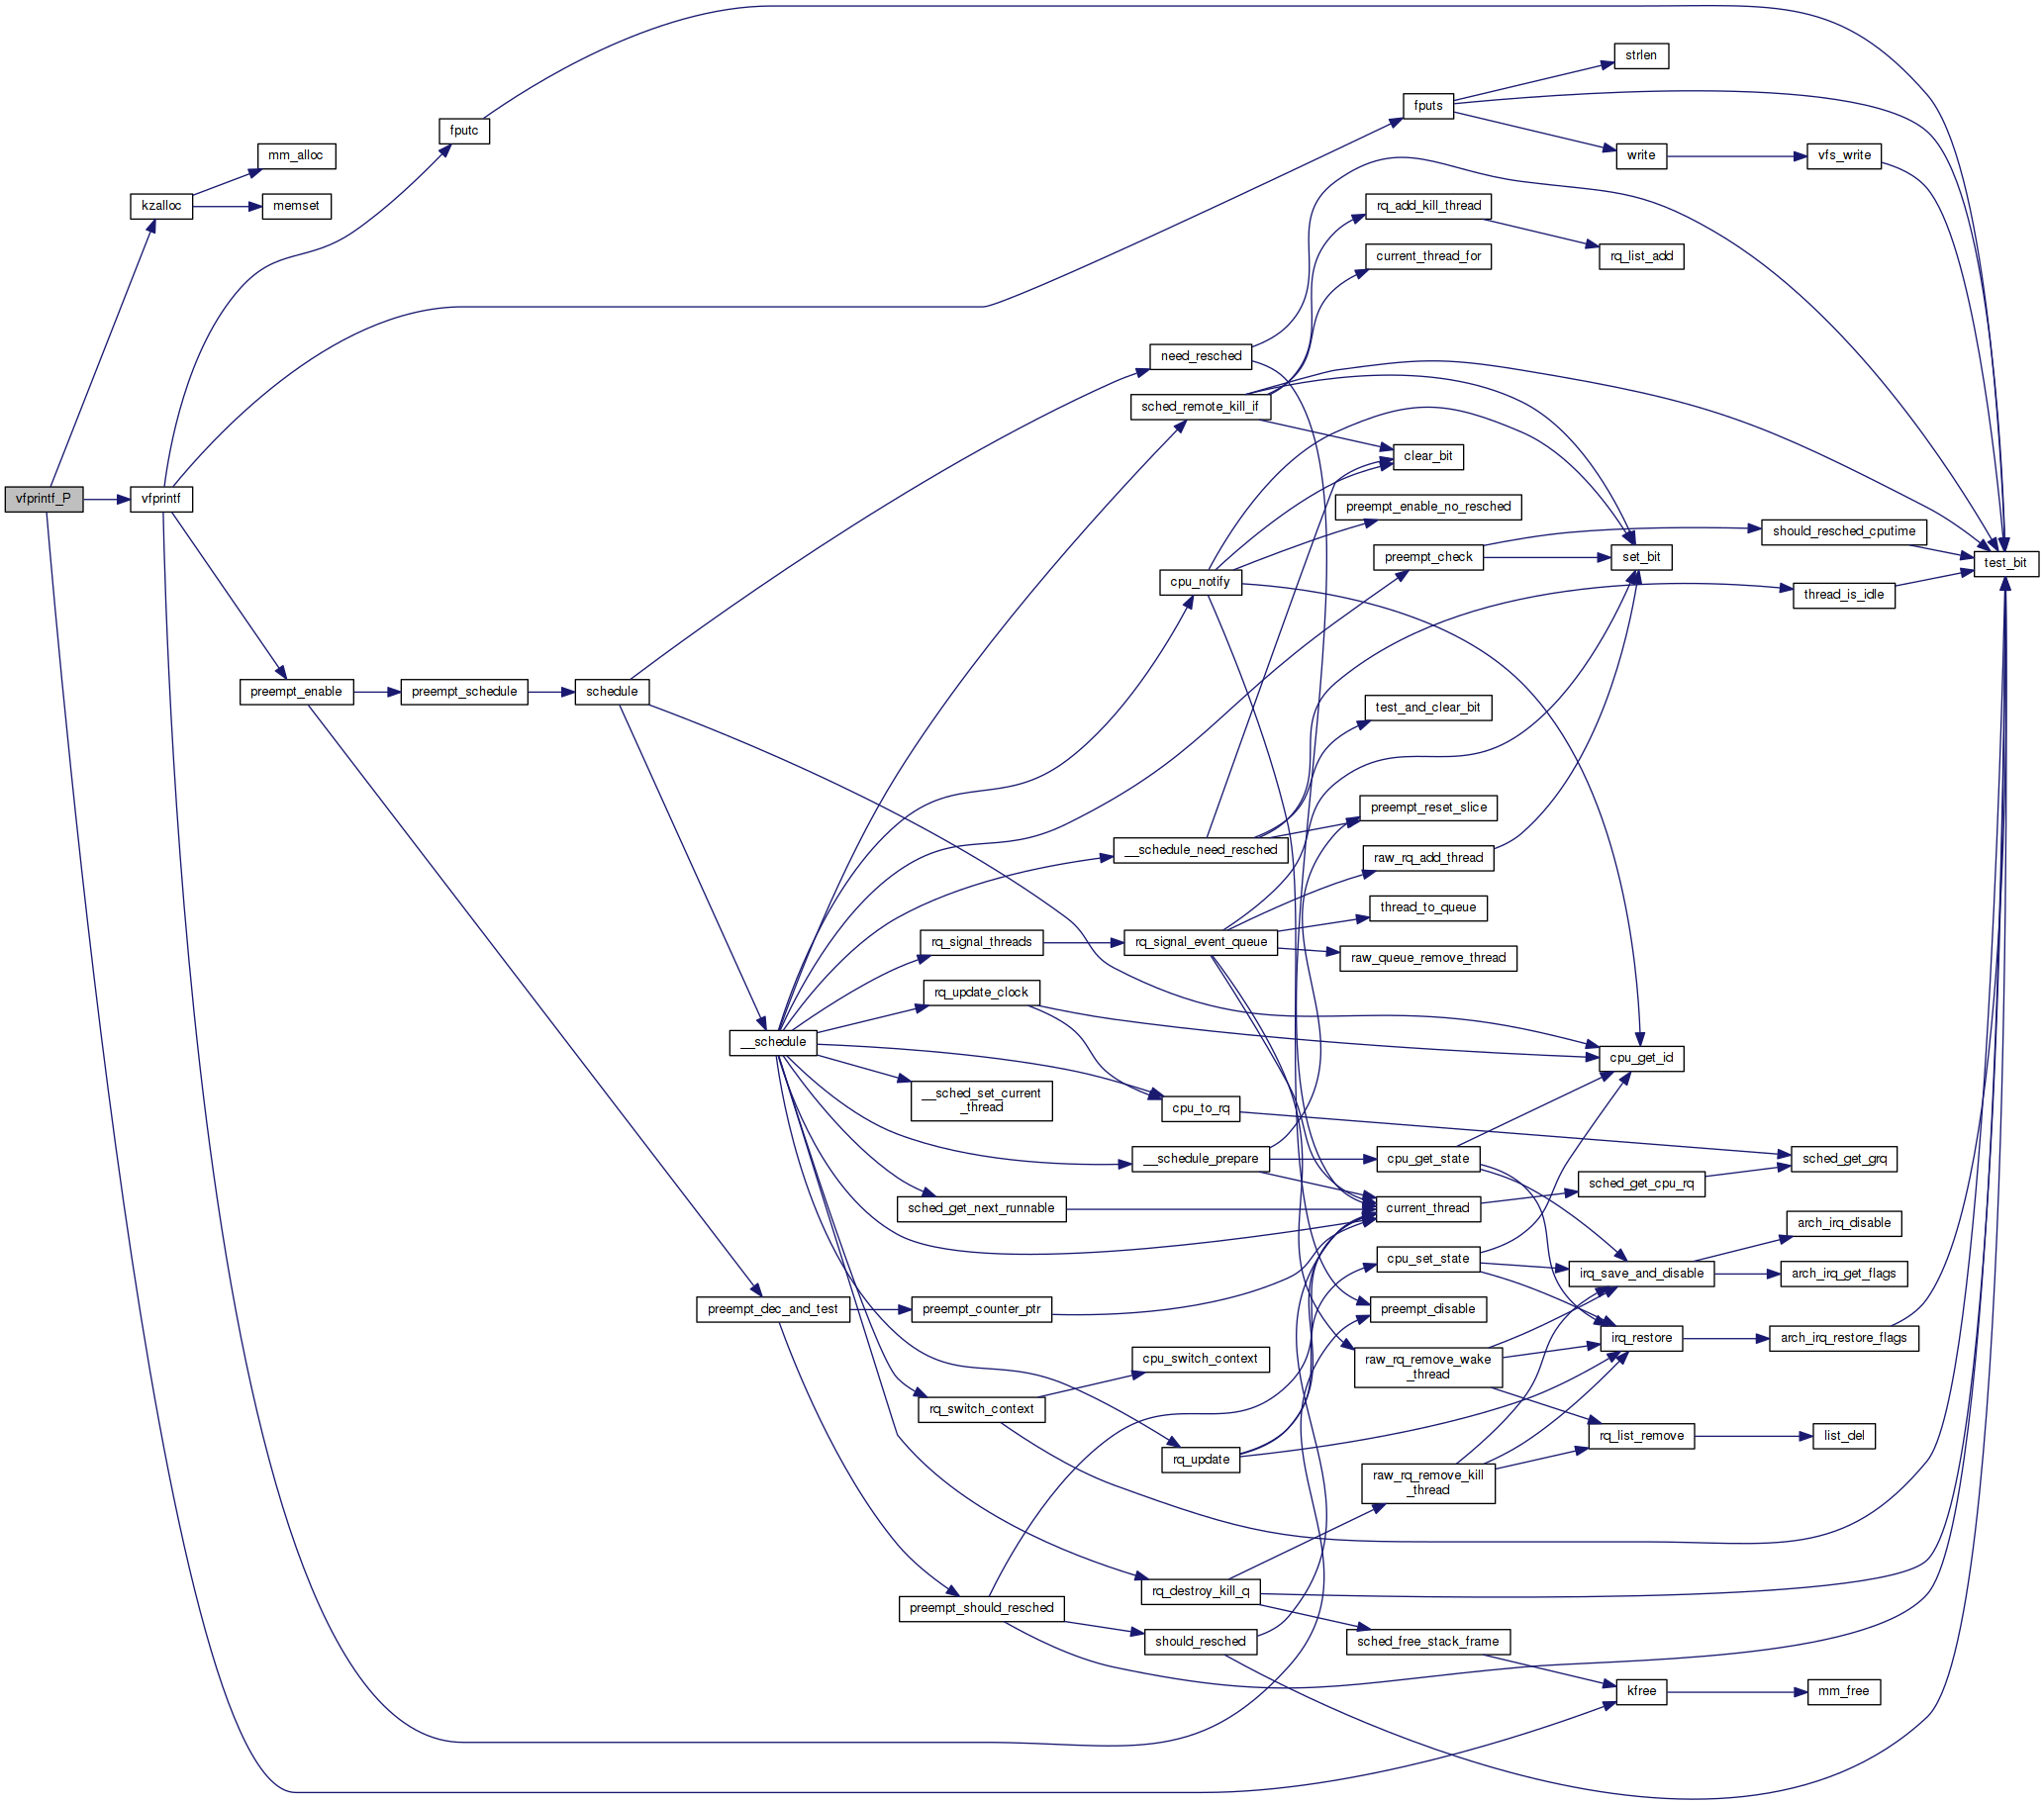 strlen
fputs
fputc
mm_alloc
write
vfs_write
kzalloc
memset
rq_add_kill_thread
current_thread_for
rq_list_add
need_resched
sched_remote_kill_if
clear_bit
vfprintf_P
vfprintf
preempt_enable_no_resched
should_resched_cputime
preempt_check
set_bit
test_bit
cpu_notify
thread_is_idle
preempt_enable
preempt_schedule
schedule
test_and_clear_bit
preempt_reset_slice
__schedule_need_resched
raw_rq_add_thread
thread_to_queue
rq_signal_threads
rq_signal_event_queue
raw_queue_remove_thread
rq_update_clock
__schedule
cpu_get_id
__sched_set_current
_thread
cpu_to_rq
__schedule_prepare
cpu_get_state
sched_get_grq
sched_get_cpu_rq
sched_get_next_runnable
current_thread
arch_irq_disable
cpu_set_state
irq_save_and_disable
arch_irq_get_flags
preempt_dec_and_test
preempt_counter_ptr
preempt_disable
irq_restore
arch_irq_restore_flags
cpu_switch_context
raw_rq_remove_wake
_thread
rq_switch_context
rq_list_remove
list_del
rq_update
raw_rq_remove_kill
_thread
rq_destroy_kill_q
preempt_should_resched
should_resched
sched_free_stack_frame
kfree
mm_free